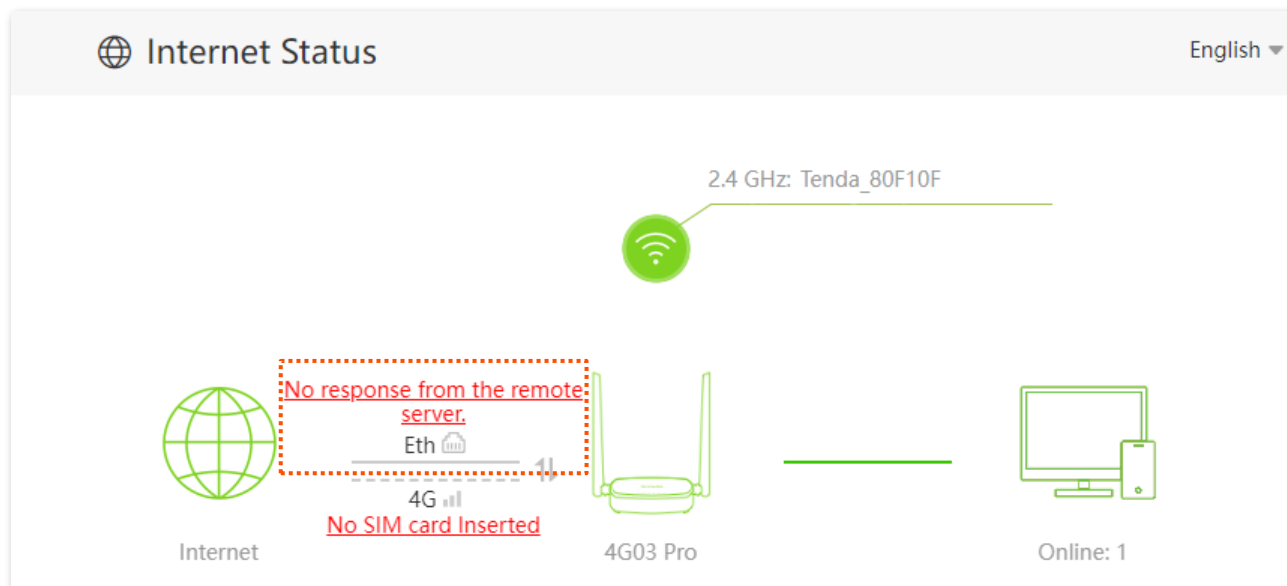 Internet Status
English
2.4 GHz: Tenda_80F10F
No response from the remote
server.
Eth
4G
No SIM card Inserted
Internet
4G03 Pro
Online: 1